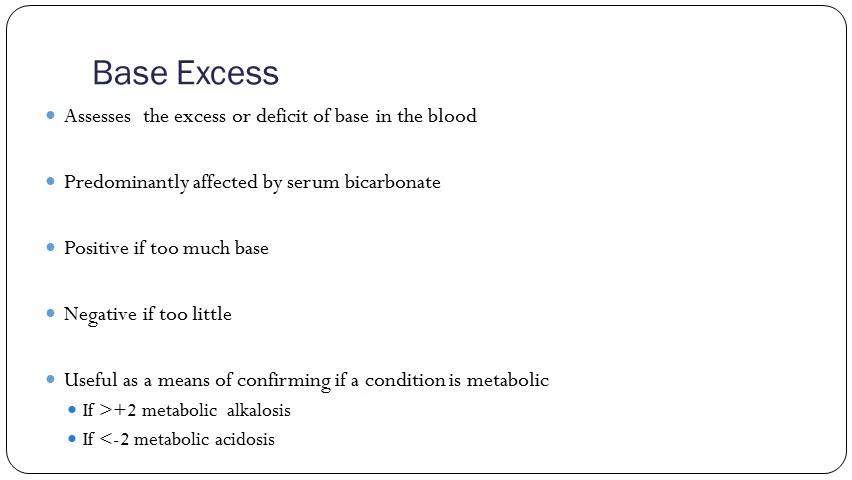 Base Excess
Assesses the excess or deficit of base in the blood
Predominantly affected by serum bicarbonate
Positive if too much base
Negative if too little
Useful as a means of confirming if a condition is metabolic
If >+2 metabolic alkalosis
If <-2 metabolic acidosis